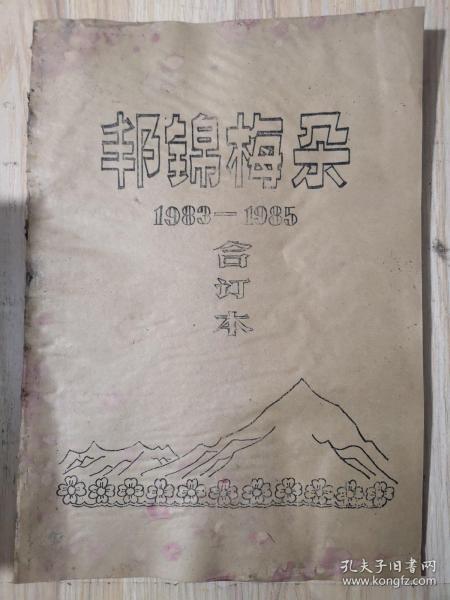 邦锦梅朵
1983—1985
合
订
本
孔夫子旧书网
www.kongfz.com